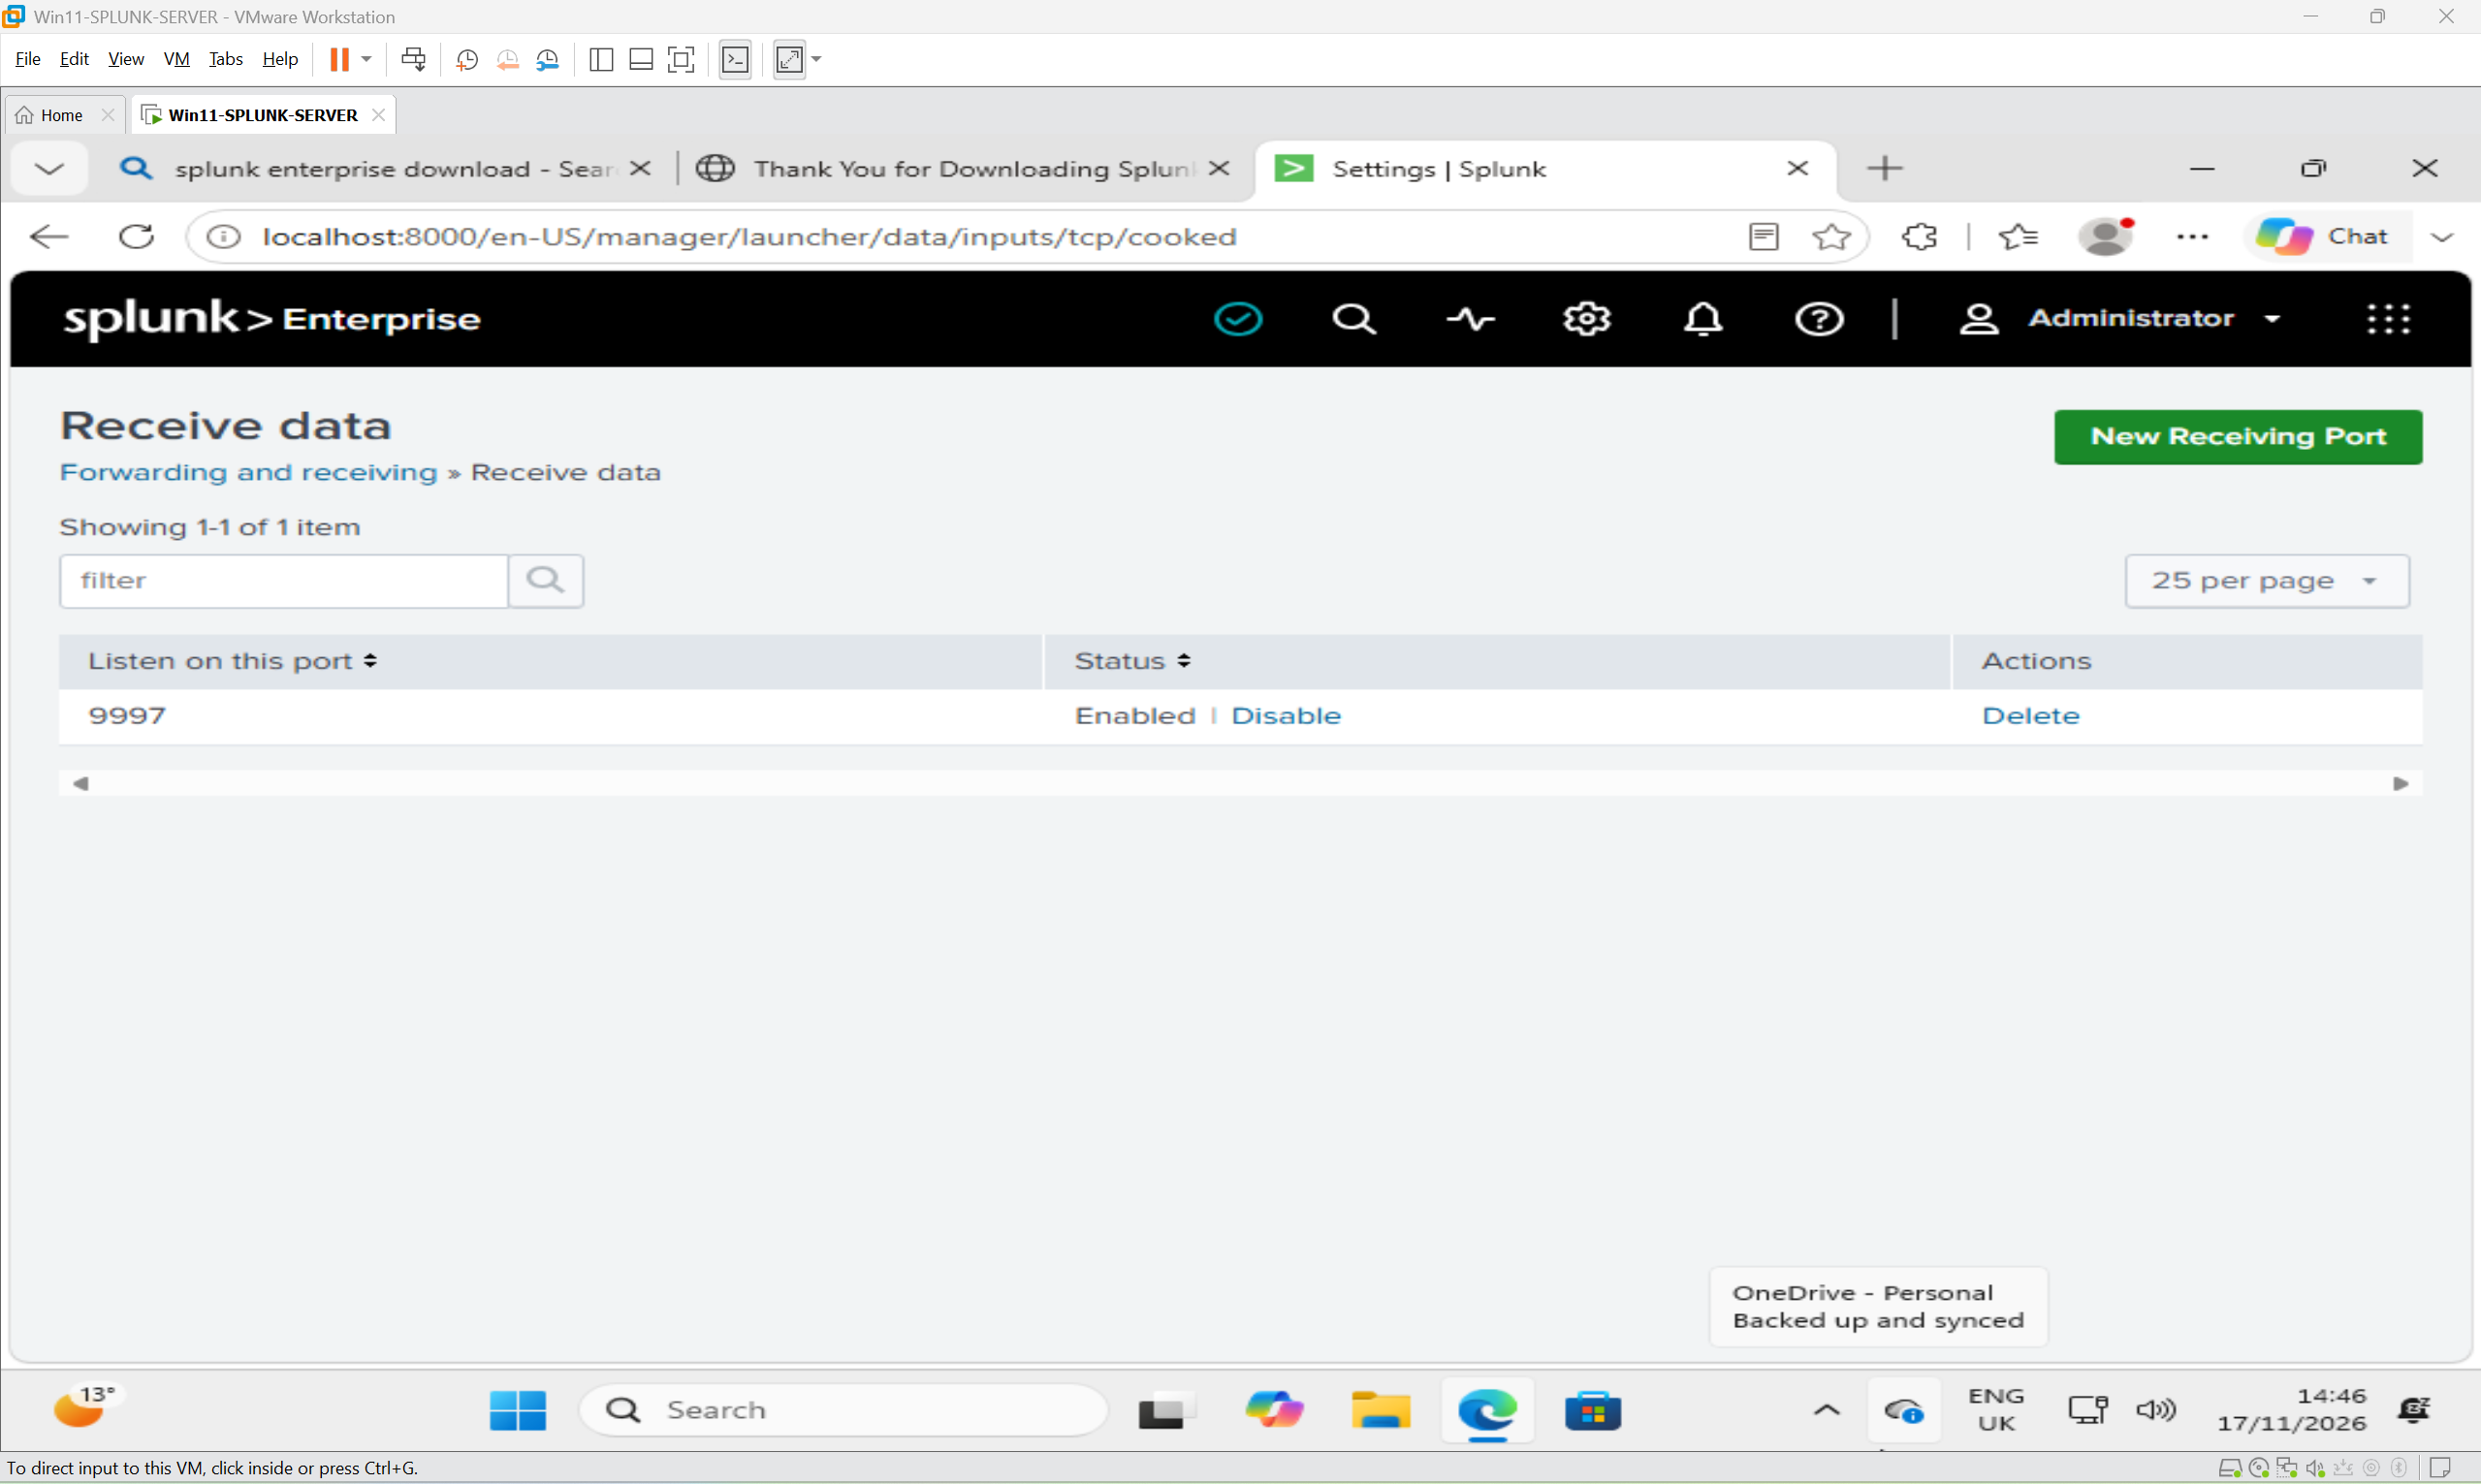 Win11-SPLUNK-SERVER - VMware Workstation
File Edit View VM Tabs Help
Home Win11-SPLUNK-SERVER
splunk enterprise download - Sear Thank You for Downloading Splun Settings | Splunk
localhost:8000/en-US/manager/launcher/data/inputs/tcp/cooked Chat
splunk> Enterprise Administrator
Receive data
New Receiving Port
Forwarding and receiving » Receive data
Showing 1-1 of 1 item
filter 25 per page
Listen on this port Status Actions
9997 Enabled | Disable Delete
OneDrive - Personal
Backed up and synced
13° Search ENG 14:46
UK 17/11/2026
To direct input to this VM, click inside or press Ctrl+G.